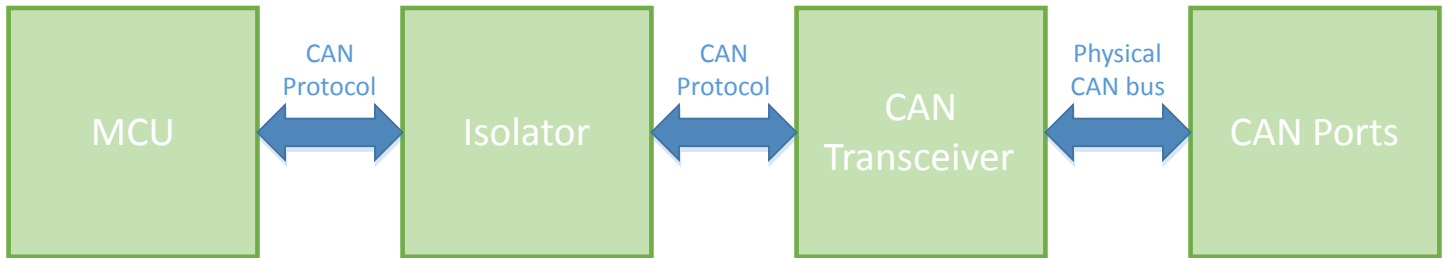 MCU
CAN
Protocol
Isolator
CAN
Protocol
CAN
Transceiver
Physical
CAN bus
CAN Ports